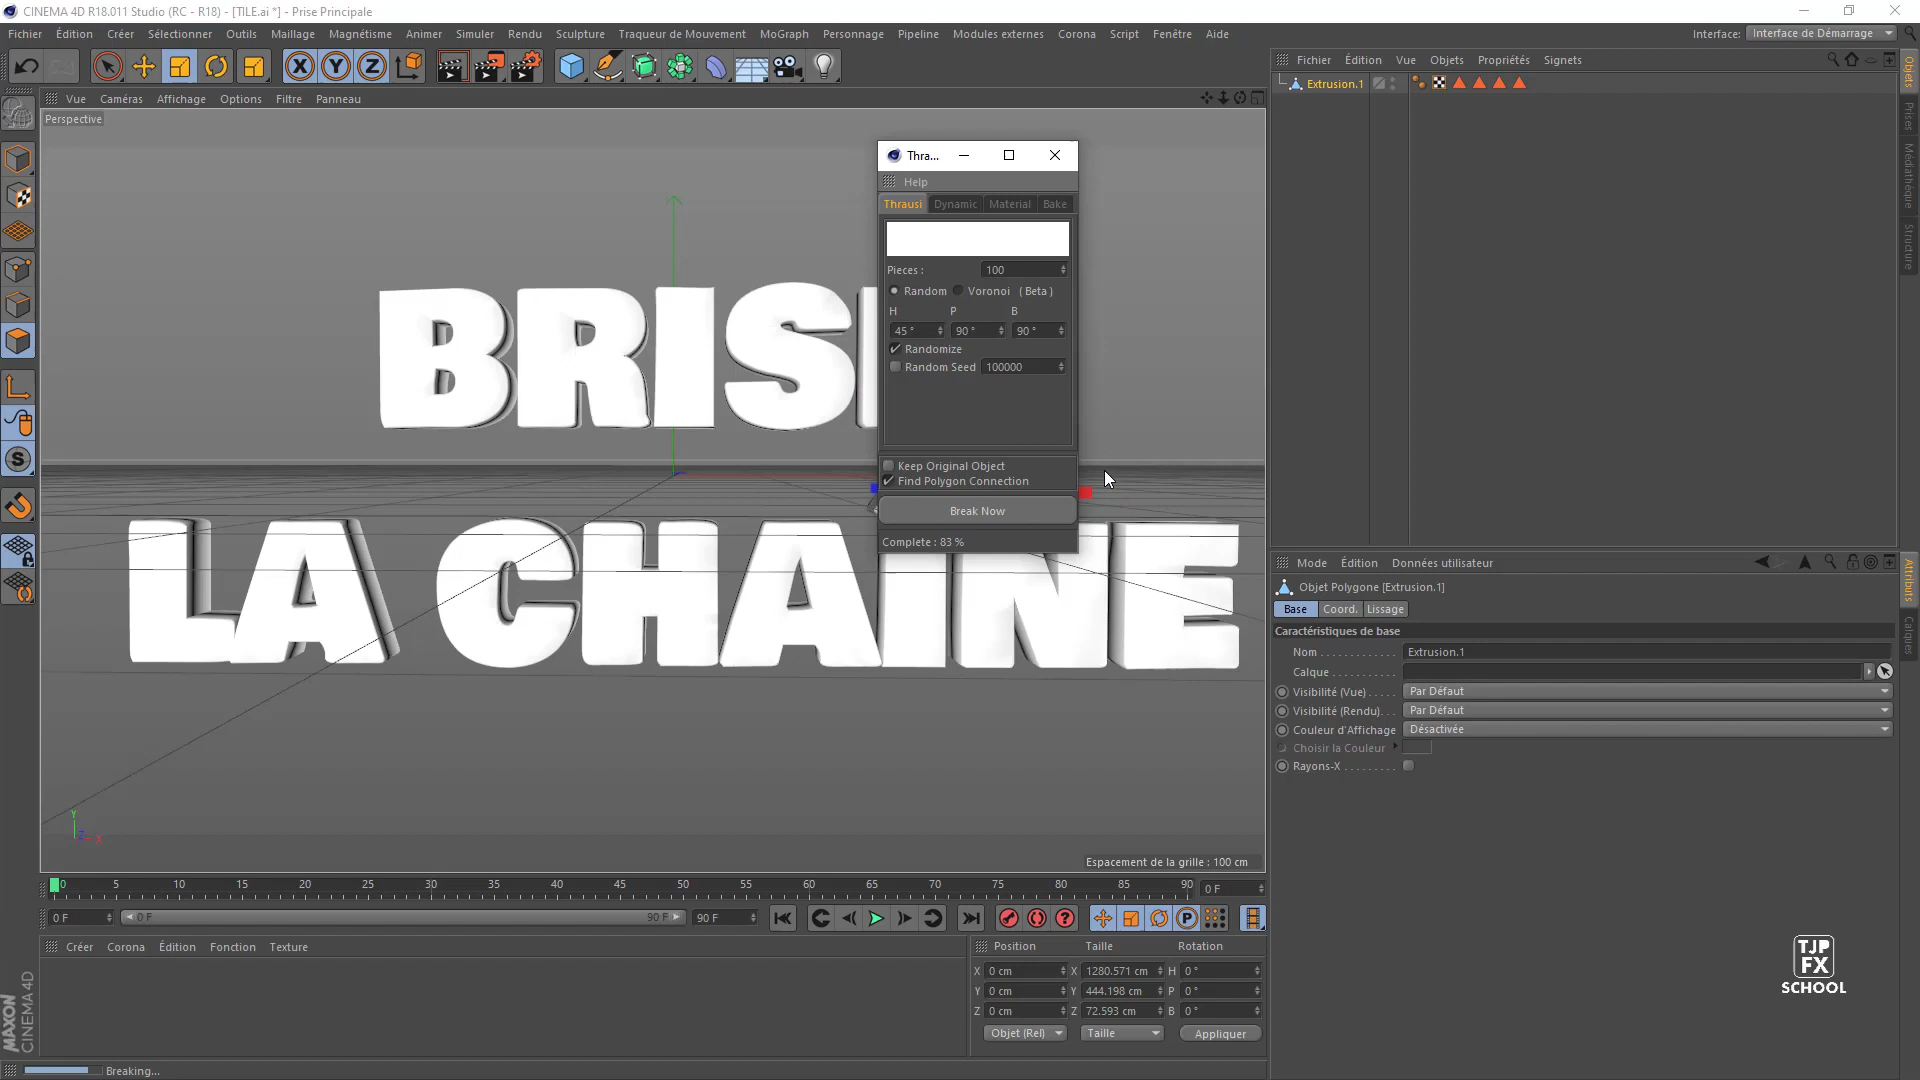 CINEMA 4D R18.011 Studio (RC - R18) - [TILE.ai *] - Prise Principale
Fichier Édition Créer Sélectionner Outils Maillage Magnétisme Animer Simuler Rendu Sculpture Traqueur de Mouvement MoGraph Personnage Pipeline Modules externes Corona Script Fenêtre Aide Interface: Interface de Démarrage
X Y Z
Fichier Édition Vue Objets Propriétés Signets
Extrusion.1
Objets
Prises
Médiathèque
Structure
Vue Caméras Affichage Options Filtre Panneau
Perspective
BRIS
LA CHAINE
Thra...
Help
Thrausi Dynamic Material Bake
Pieces : 100
Random Voronoi ( Beta )
H P B
45 ° 90 ° 90 °
Randomize
Random Seed 100000
Keep Original Object
Find Polygon Connection
Break Now
Complete : 83 %
Y
Z X
Espacement de la grille : 100 cm
Mode Édition Données utilisateur
Objet Polygone [Extrusion.1]
Base Coord. Lissage
Caractéristiques de base
Nom . . . . . . . . . . . . . Extrusion.1
Calque . . . . . . . . . . .
Visibilité (Vue) . . . . . Par Défaut
Visibilité (Rendu). . . Par Défaut
Couleur d'Affichage Désactivée
Choisir la Couleur
Rayons-X . . . . . . . . .
Attributs
Calques
0 5 10 15 20 25 30 35 40 45 50 55 60 65 70 75 80 85 90 0 F
0 F 0 F 90 F 90 F
P
Créer Corona Édition Fonction Texture
Position Taille Rotation
X 0 cm X 1280.571 cm H 0 °
Y 0 cm Y 444.198 cm P 0 °
Z 0 cm Z 72.593 cm B 0 °
Objet (Rel) Taille Appliquer
MAXON
CINEMA 4D
Breaking...
TJP
FX
SCHOOL